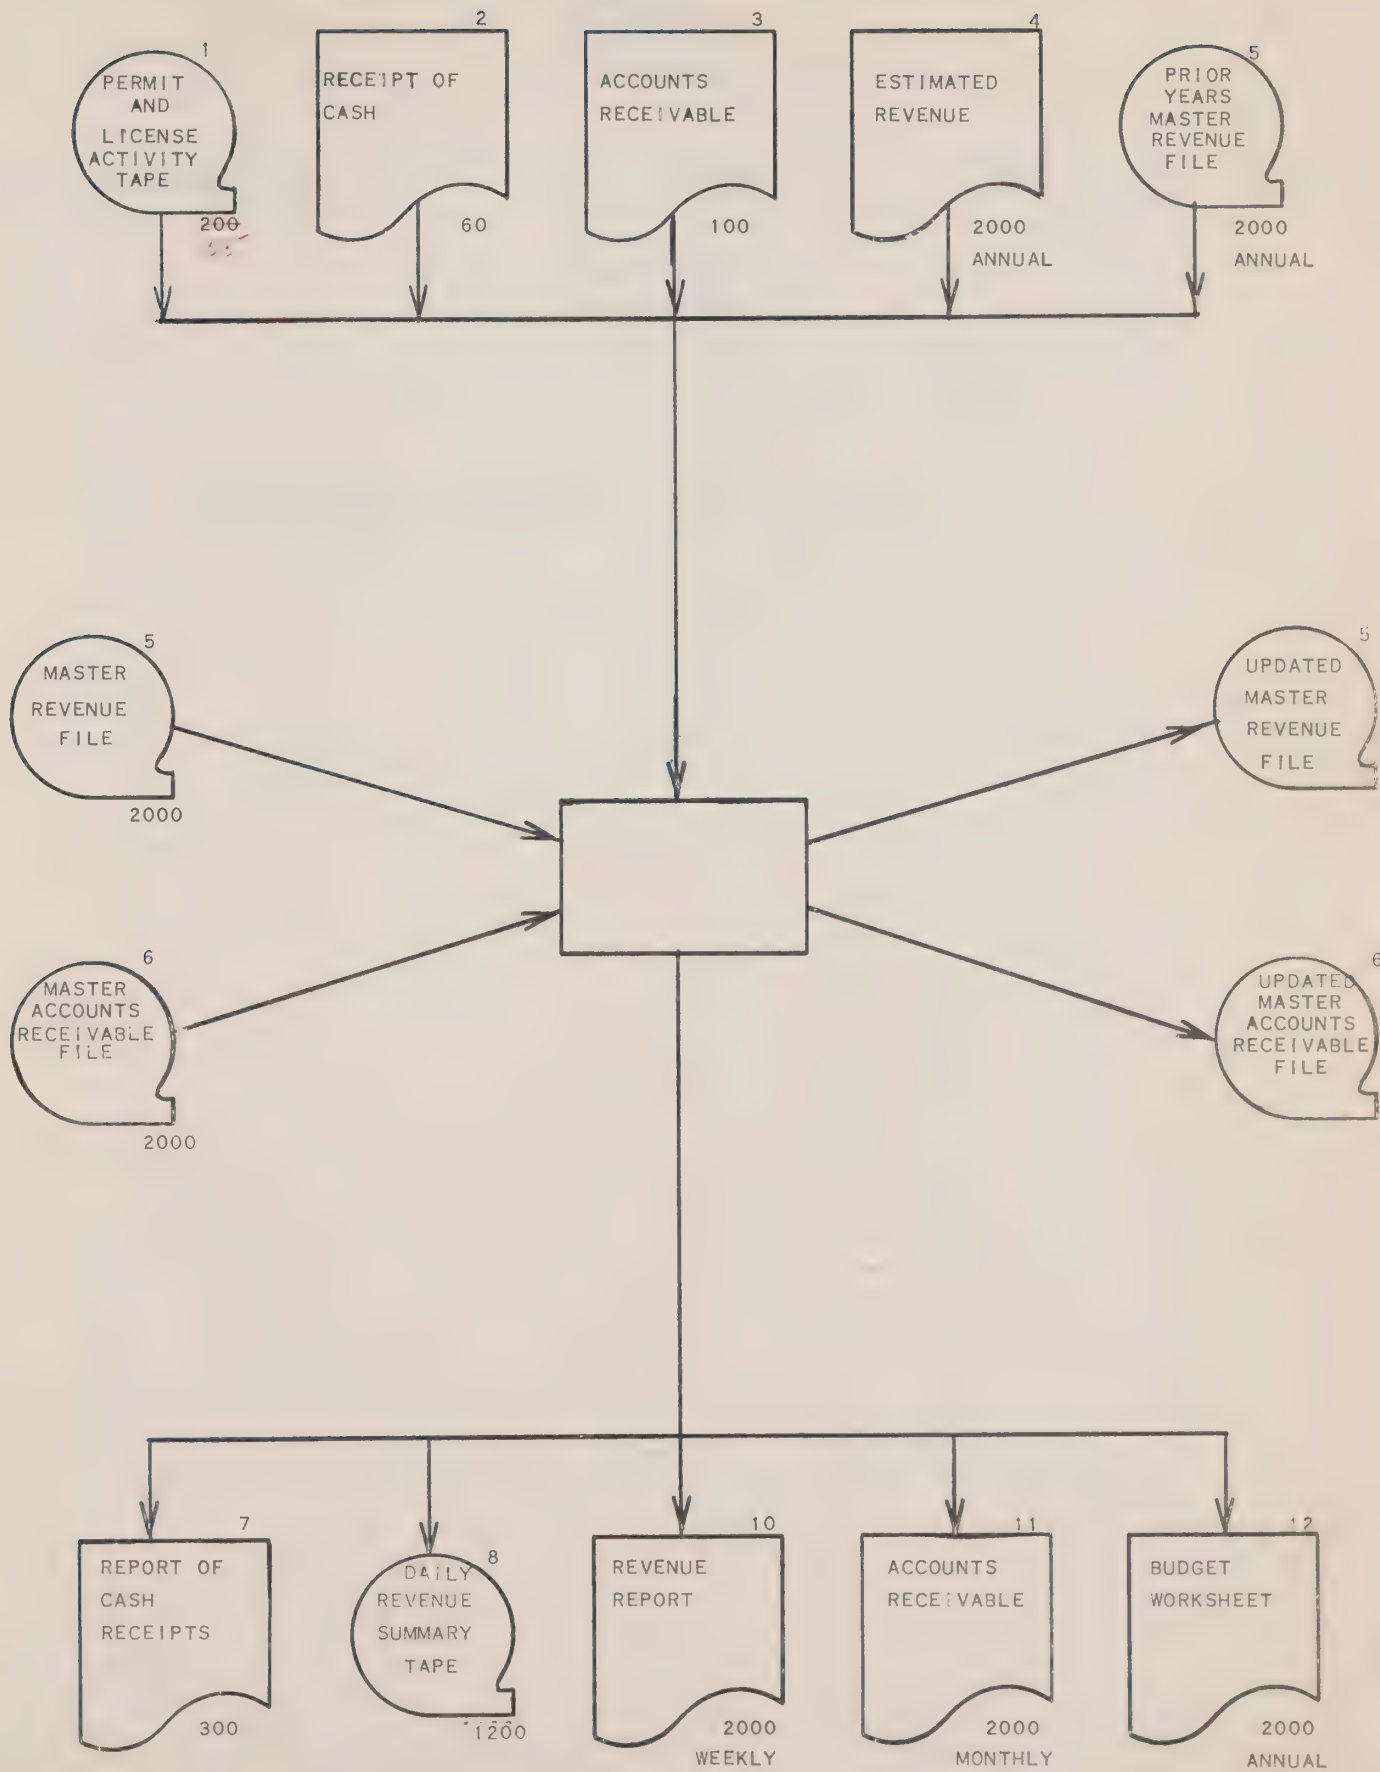 1
PERMIT
AND
LICENSE
ACTIVITY
TAPE
200
2
RECEIPT OF
CASH
60
3
ACCOUNTS
RECEIVABLE
100
4
ESTIMATED
REVENUE
2000
ANNUAL
5
PRIOR
YEARS
MASTER
REVENUE
FILE
2000
ANNUAL
5
MASTER
REVENUE
FILE
2000
5
UPDATED
MASTER
REVENUE
FILE
6
MASTER
ACCOUNTS
RECEIVABLE
FILE
2000
6
UPDATED
MASTER
ACCOUNTS
RECEIVABLE
FILE
7
REPORT OF
CASH
RECEIPTS
300
8
DAILY
REVENUE
SUMMARY
TAPE
1200
10
REVENUE
REPORT
2000
WEEKLY
11
ACCOUNTS
RECEIVABLE
2000
MONTHLY
12
BUDGET
WORKSHEET
2000
ANNUAL